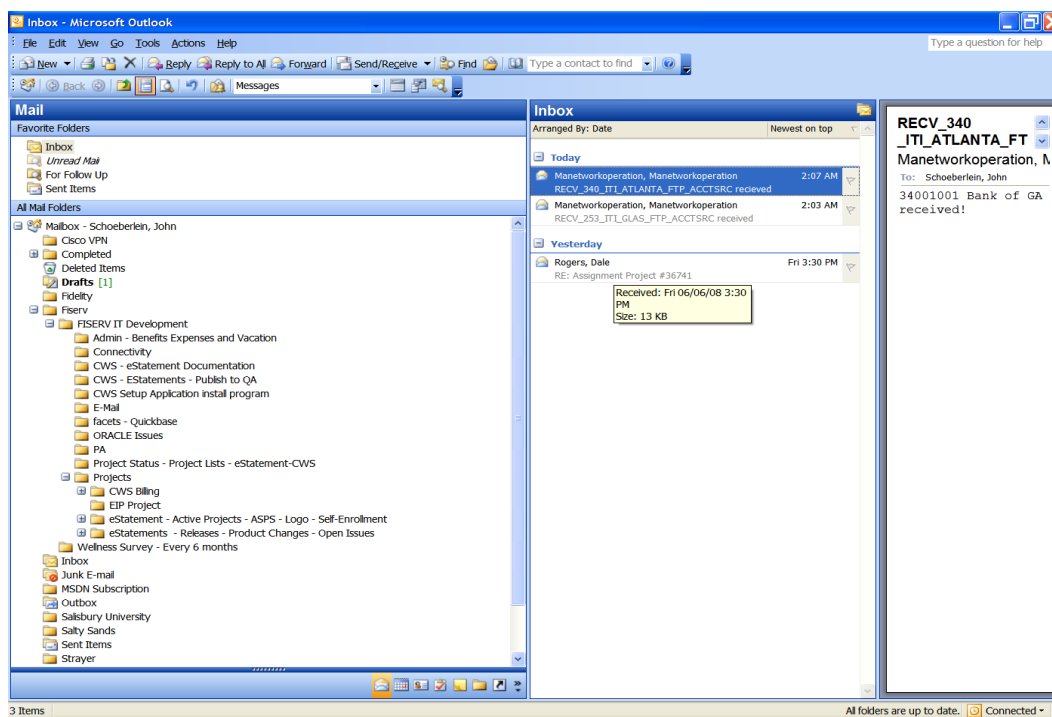 Inbox - Microsoft Outlook
File Edit View Go Tools Actions Help
Type a question for help
New Reply Reply to All Forward Send/Receive Find Type a contact to find
Back Messages
Mail
Favorite Folders
Inbox
Unread Mail
For Follow Up
Sent Items
All Mail Folders
Mailbox - Schoeberlein, John
Cisco VPN
Completed
Deleted Items
Drafts [1]
Fidelity
Fiserv
FISERV IT Development
Admin - Benefits Expenses and Vacation
Connectivity
CWS - eStatement Documentation
CWS - EStatements - Publish to QA
CWS Setup Application install program
E-Mail
facets - Quickbase
ORACLE Issues
PA
Project Status - Project Lists - eStatement-CWS
Projects
CWS Billing
EIP Project
eStatement - Active Projects - ASPS - Logo - Self-Enrollment
eStatements - Releases - Product Changes - Open Issues
Wellness Survey - Every 6 months
Inbox
Junk E-mail
MSDN Subscription
Outbox
Salisbury University
Salty Sands
Sent Items
Strayer
Inbox
Arranged By: Date Newest on top
Today
Manetworkoperation, Manetworkoperation 2:07 AM
RECV_340_ITI_ATLANTA_FTP_ACCTSRC recieved
Manetworkoperation, Manetworkoperation 2:03 AM
RECV_253_ITI_GLAS_FTP_ACCTSRC received
Yesterday
Rogers, Dale Fri 3:30 PM
RE: Assignment Project #36741
Received: Fri 06/06/08 3:30
PM
Size: 13 KB
RECV_340
_ITI_ATLANTA_FT
Manetworkoperation, M
To: Schoeberlein, John
34001001 Bank of GA
received!
3 Items
All folders are up to date. Connected